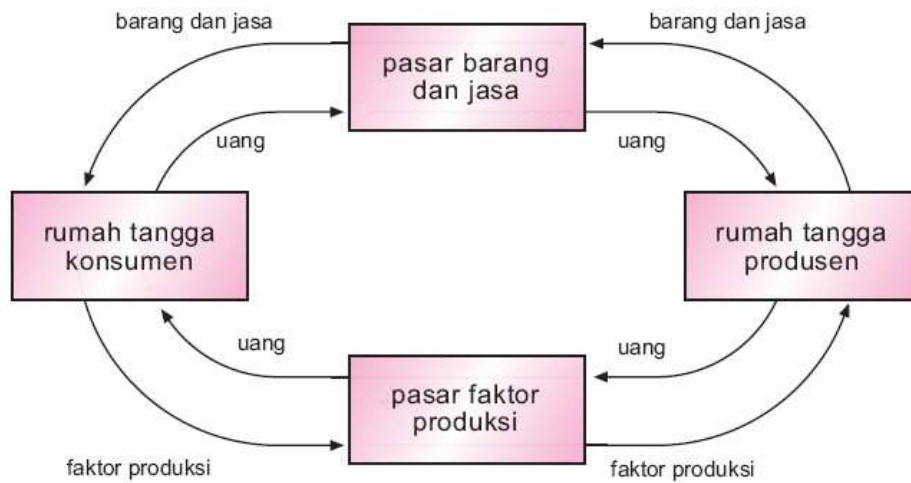 barang dan jasa
barang dan jasa
pasar barang
dan jasa
uang
uang
rumah tangga
konsumen
rumah tangga
produsen
uang
uang
pasar faktor
produksi
faktor produksi
faktor produksi